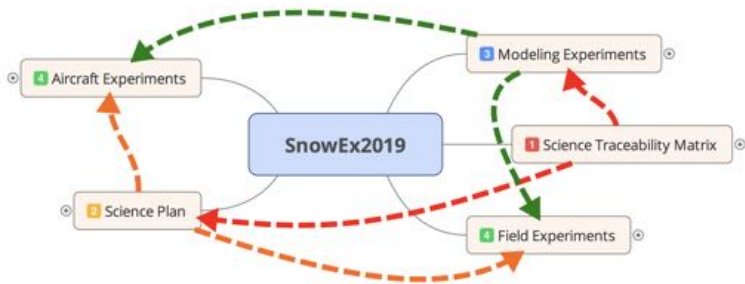 3 Modeling Experiments
4 Aircraft Experiments
SnowEx2019
1 Science Traceability Matrix
2 Science Plan
4 Field Experiments